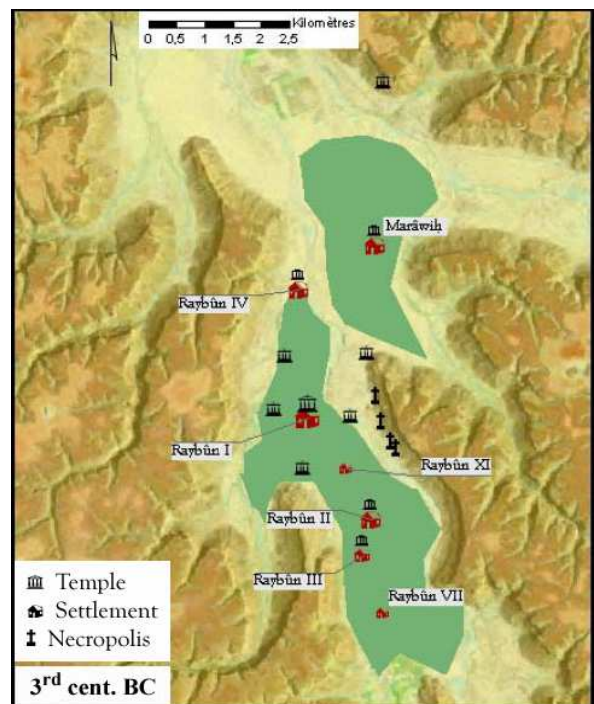 Kilomètres
0 0,5 1 1,5 2 2,5
Marâwiḥ
Raybûn IV
Raybûn I
Raybûn XI
Raybûn II
Raybûn III
Raybûn VII
Temple
Settlement
Necropolis
3rd cent. BC